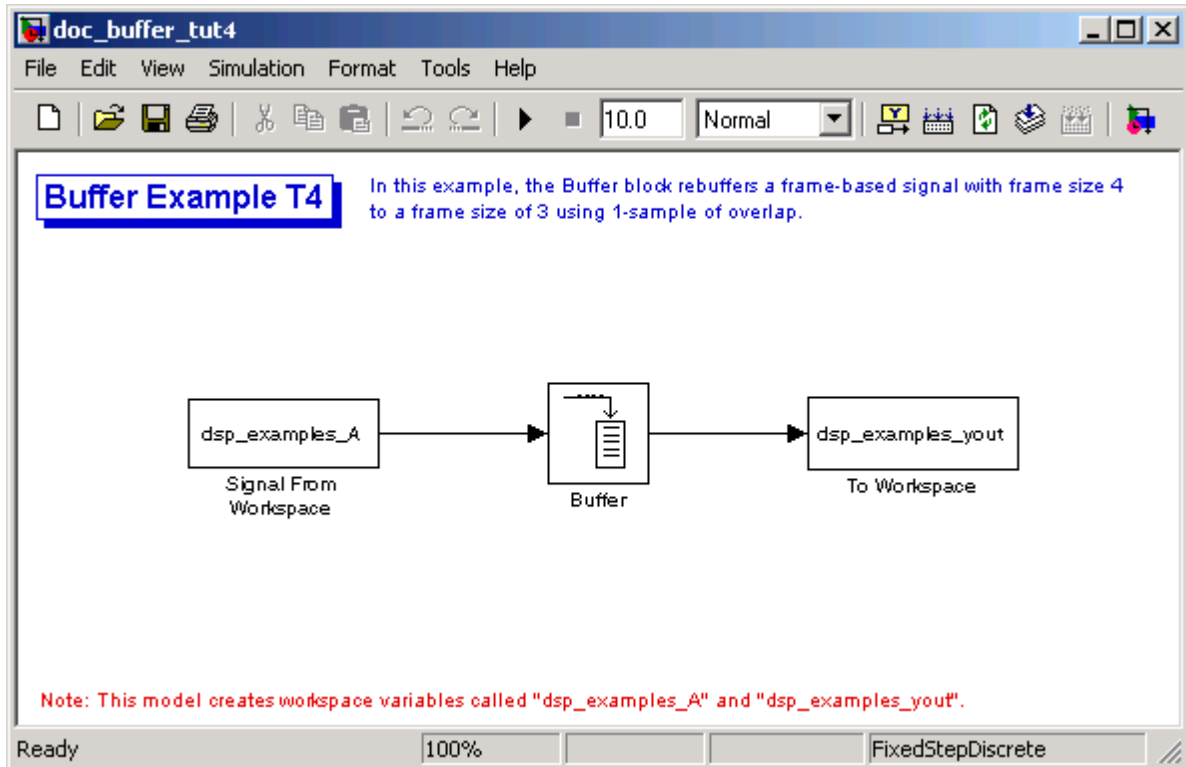 doc_buffer_tut4
File Edit View Simulation Format Tools Help
10.0 Normal
Buffer Example T4
In this example, the Buffer block rebuffers a frame-based signal with frame size 4
to a frame size of 3 using 1-sample of overlap.
dsp_examples_A
Signal From
Workspace
Buffer
dsp_examples_yout
To Workspace
Note: This model creates workspace variables called "dsp_examples_A" and "dsp_examples_yout".
Ready 100% FixedStepDiscrete